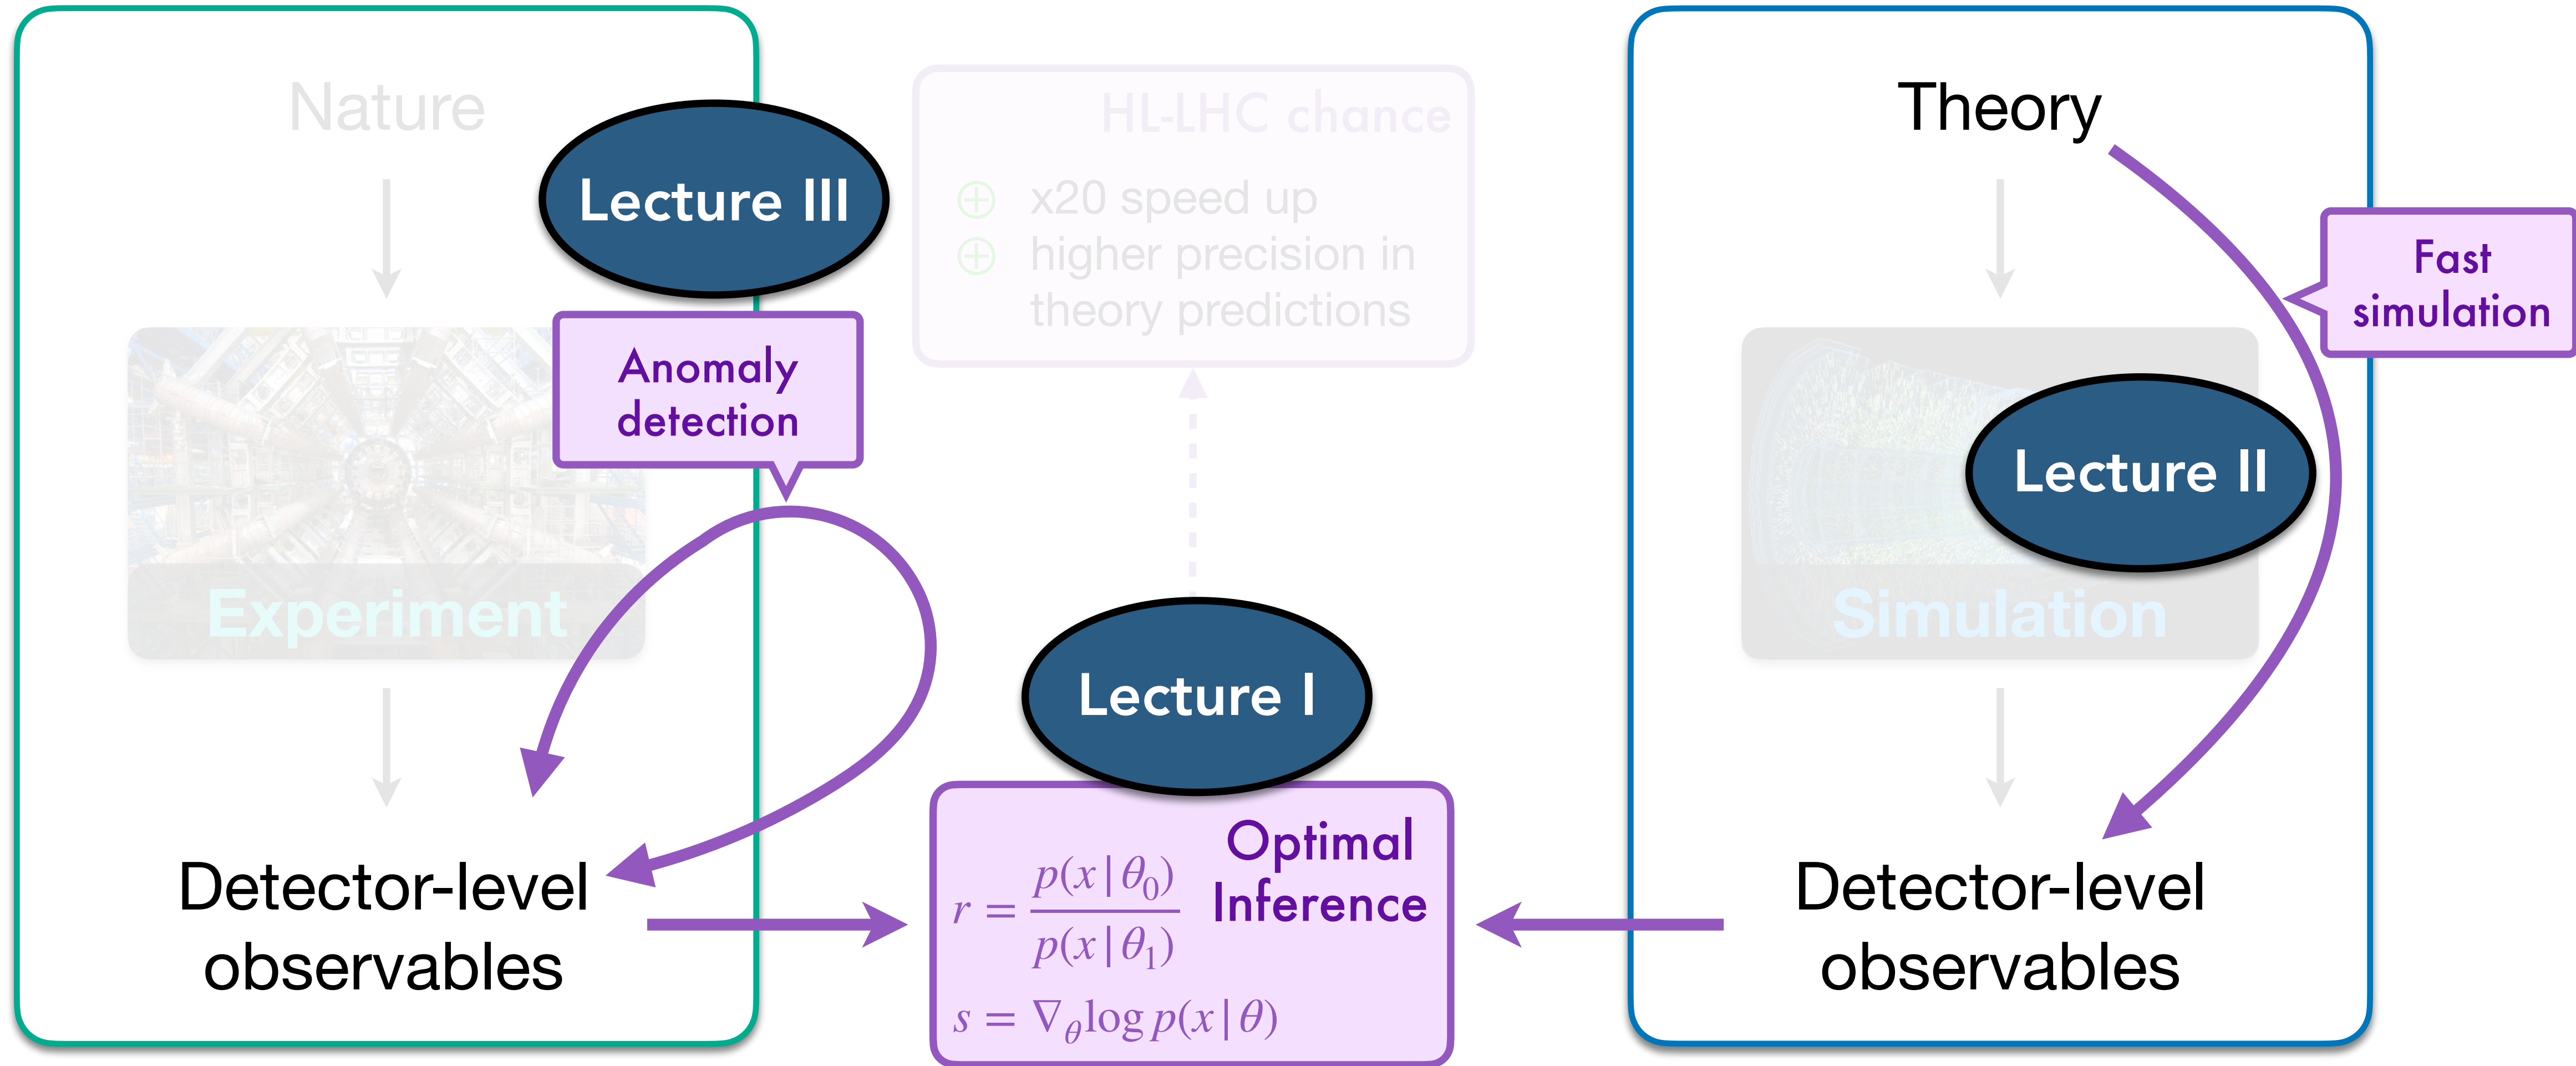 Nature
Lecture III
Anomaly
detection
Experiment
Detector-level
observables
HL-LHC chance
⊕ x20 speed up
⊕ higher precision in
theory predictions
Lecture I
Optimal
Inference
r = p(x|θ₀) / p(x|θ₁)
s = ∇_θ log p(x|θ)
Theory
Fast
simulation
Lecture II
Simulation
Detector-level
observables